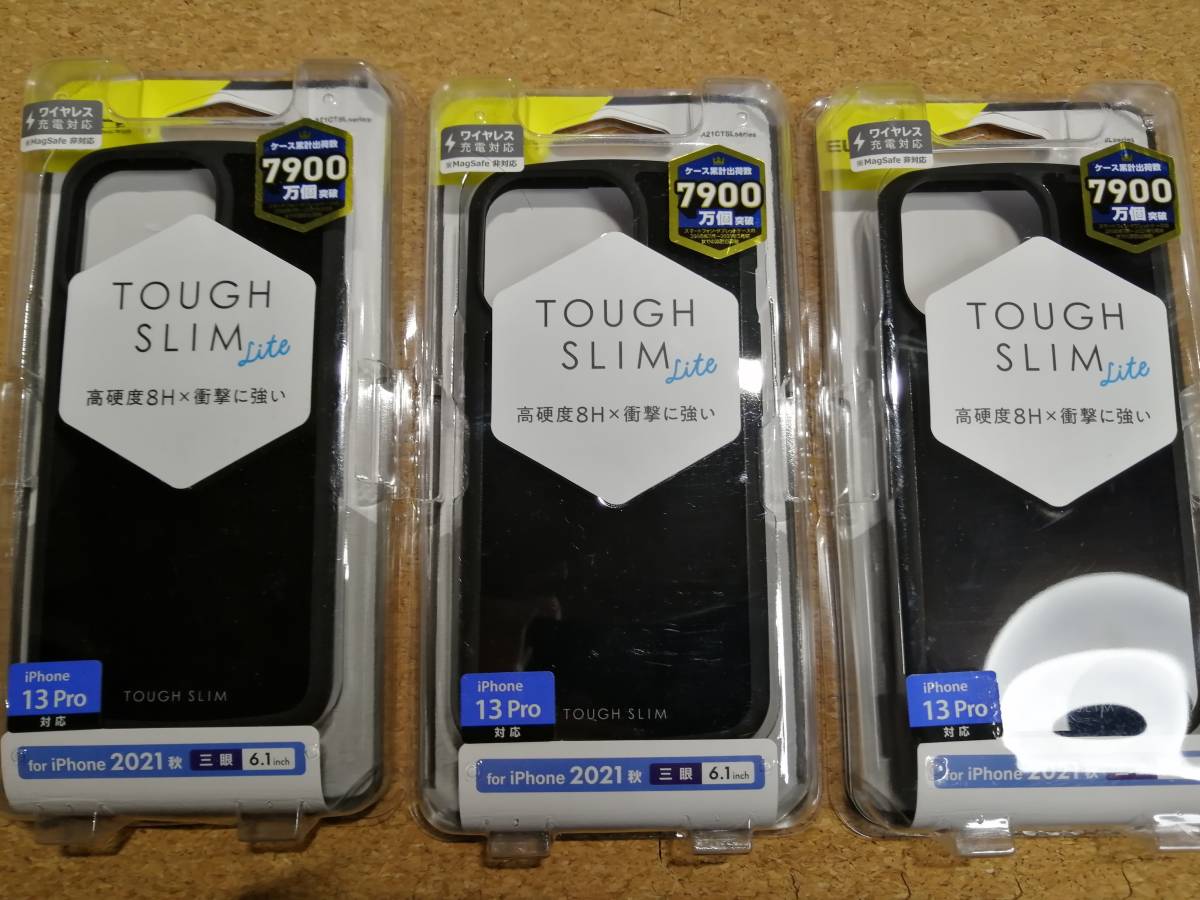 ワイヤレス
充電対応
※MagSafe 非対応
A21CTSLseries
ケース累計出荷数
7900
万個突破
TOUGH
SLIM
Lite
高硬度8H×衝撃に強い
iPhone
13 Pro
対応
TOUGH SLIM
for iPhone 2021 秋 三眼 6.1inch
ワイヤレス
充電対応
※MagSafe 非対応
A21CTSLseries
ケース累計出荷数
7900
万個突破
TOUGH
SLIM
Lite
高硬度8H×衝撃に強い
iPhone
13 Pro
対応
TOUGH SLIM
for iPhone 2021 秋 三眼 6.1inch
ワイヤレス
充電対応
※MagSafe 非対応
ケース累計出荷数
7900
万個突破
TOUGH
SLIM
Lite
高硬度8H×衝撃に強い
iPhone
13 Pro
対応
for iPhone 2021 秋 三眼